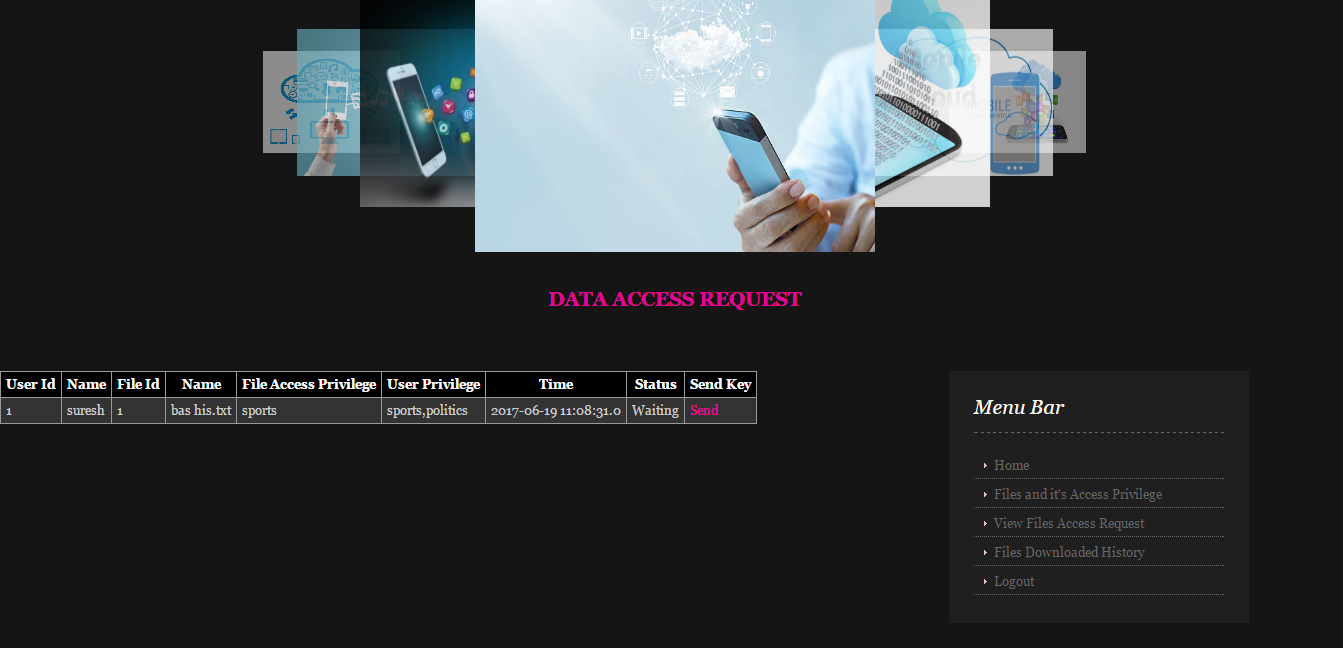 DATA ACCESS REQUEST
User Id Name File Id Name File Access Privilege User Privilege Time Status Send Key
1 suresh 1 bas his.txt sports sports,politics 2017-06-19 11:08:31.0 Waiting Send
Menu Bar
Home
Files and it's Access Privilege
View Files Access Request
Files Downloaded History
Logout